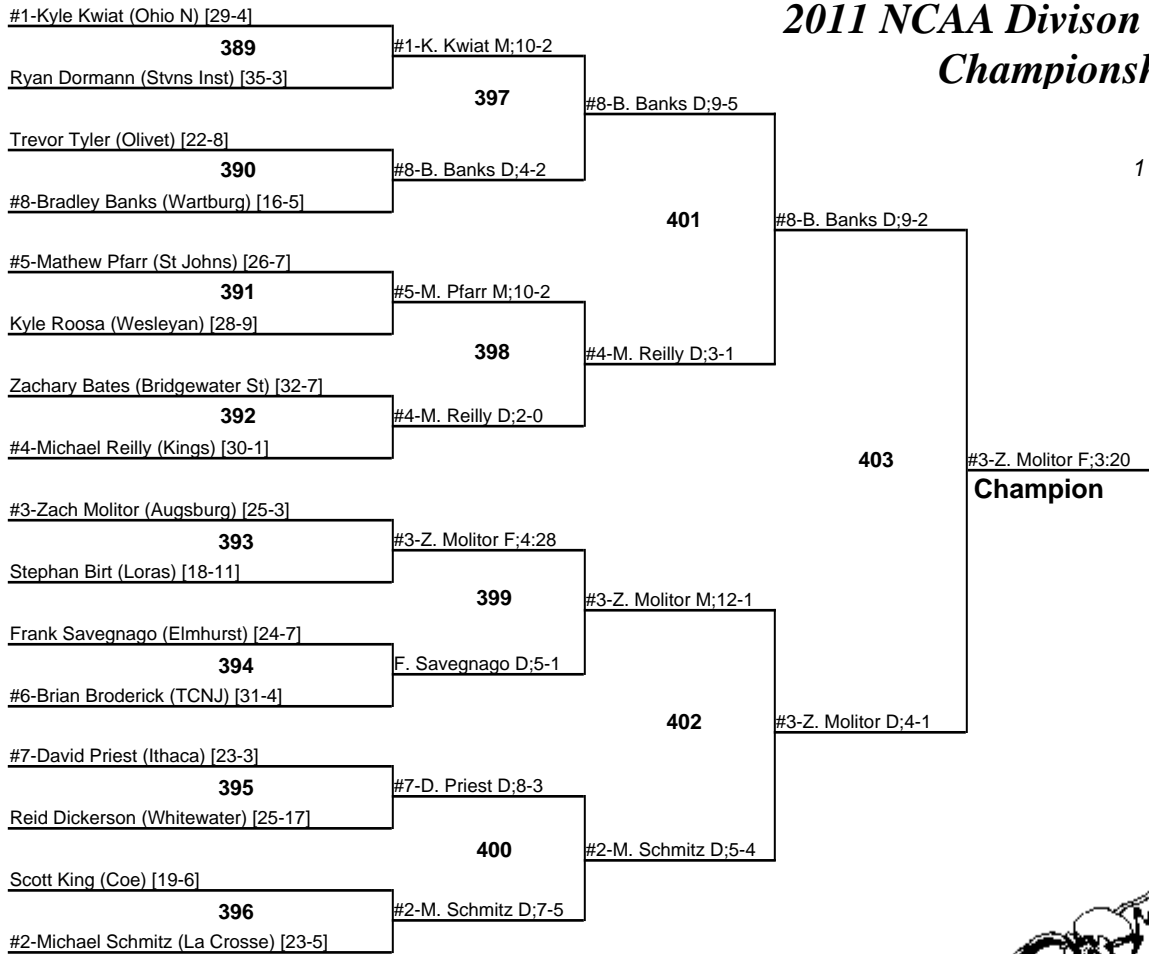 2011 NCAA Divison
Championsh
1
#1-Kyle Kwiat (Ohio N) [29-4]
389
Ryan Dormann (Stvns Inst) [35-3]
Trevor Tyler (Olivet) [22-8]
390
#8-Bradley Banks (Wartburg) [16-5]
#5-Mathew Pfarr (St Johns) [26-7]
391
Kyle Roosa (Wesleyan) [28-9]
Zachary Bates (Bridgewater St) [32-7]
392
#4-Michael Reilly (Kings) [30-1]
#3-Zach Molitor (Augsburg) [25-3]
393
Stephan Birt (Loras) [18-11]
Frank Savegnago (Elmhurst) [24-7]
394
#6-Brian Broderick (TCNJ) [31-4]
#7-David Priest (Ithaca) [23-3]
395
Reid Dickerson (Whitewater) [25-17]
Scott King (Coe) [19-6]
396
#2-Michael Schmitz (La Crosse) [23-5]
#1-K. Kwiat M;10-2
397
#8-B. Banks D;4-2
#5-M. Pfarr M;10-2
398
#4-M. Reilly D;2-0
#3-Z. Molitor F;4:28
399
F. Savegnago D;5-1
#7-D. Priest D;8-3
400
#2-M. Schmitz D;7-5
#8-B. Banks D;9-5
401
#4-M. Reilly D;3-1
#3-Z. Molitor M;12-1
402
#2-M. Schmitz D;5-4
#8-B. Banks D;9-2
403
#3-Z. Molitor D;4-1
#3-Z. Molitor F;3:20
Champion